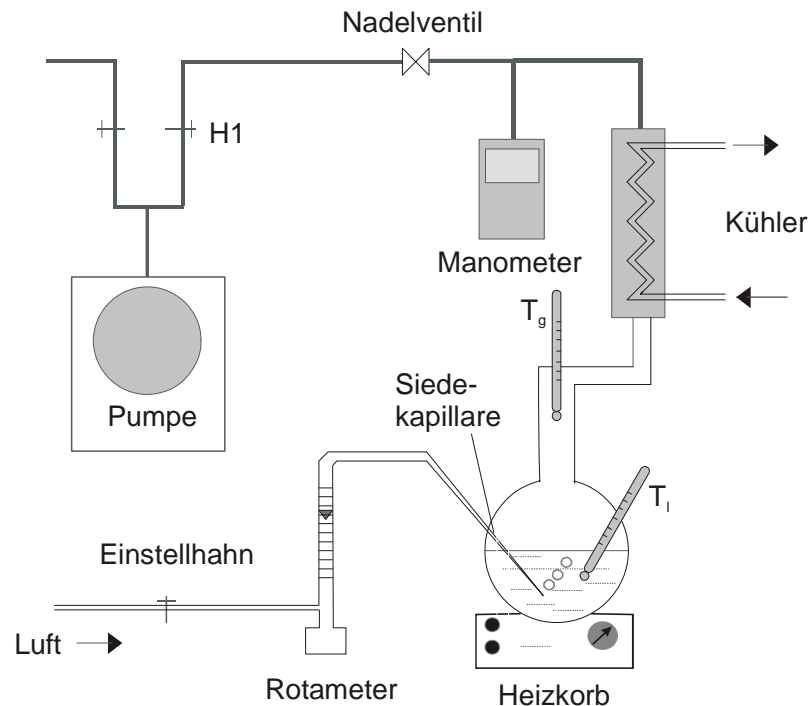 Nadelventil
H1
Kühler
Manometer
Tg
Pumpe
Siede-
kapillare
Tl
Einstellhahn
Luft
Rotameter
Heizkorb